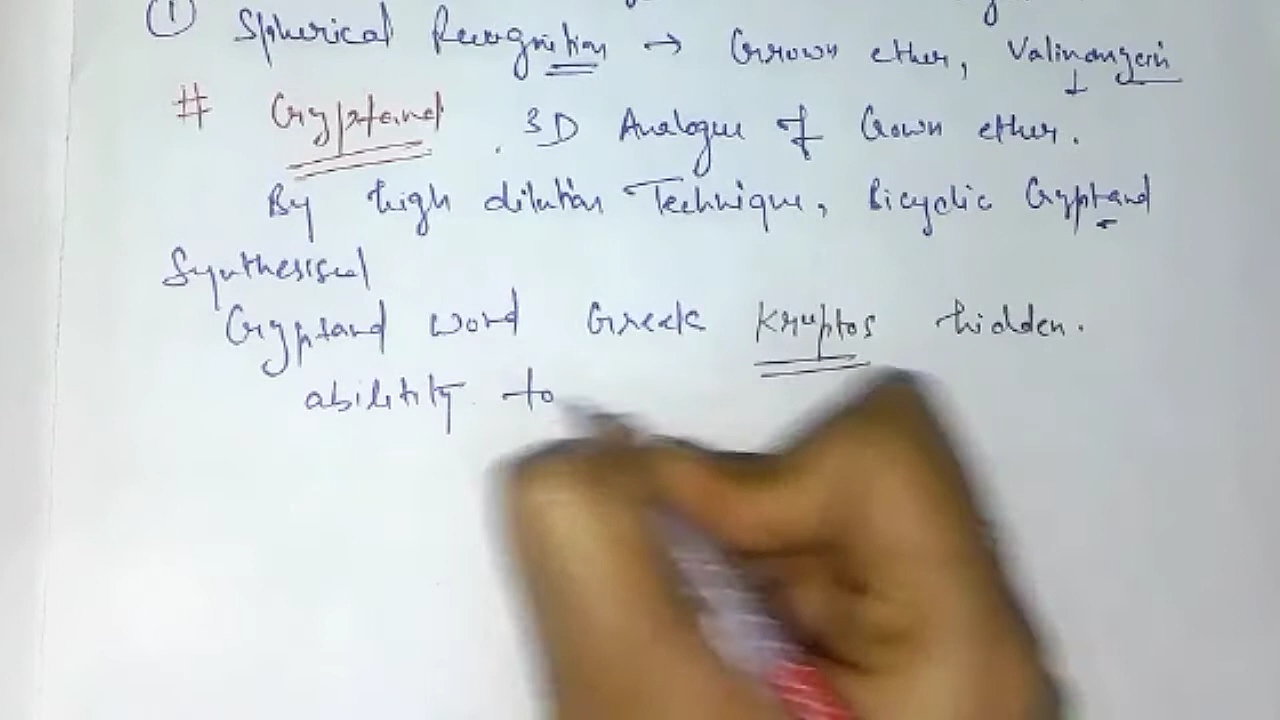 ① Spherical Recognition → Crown ether, Valinomycin
# Cryptand . 3D Analogue of Crown ether.
By high dilution Technique, Bicyclic Cryptand
Synthesised
Cryptand word Greek Kruptos hidden.
abilitity to